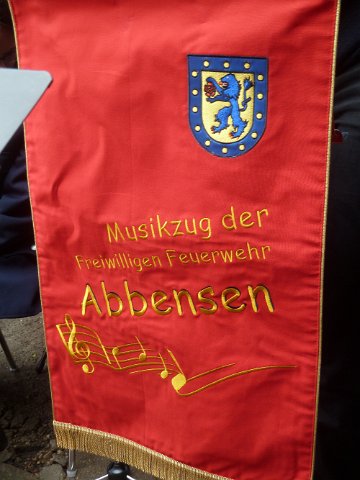 Musikzug der
Freiwilligen Feuerwehr
Abbensen